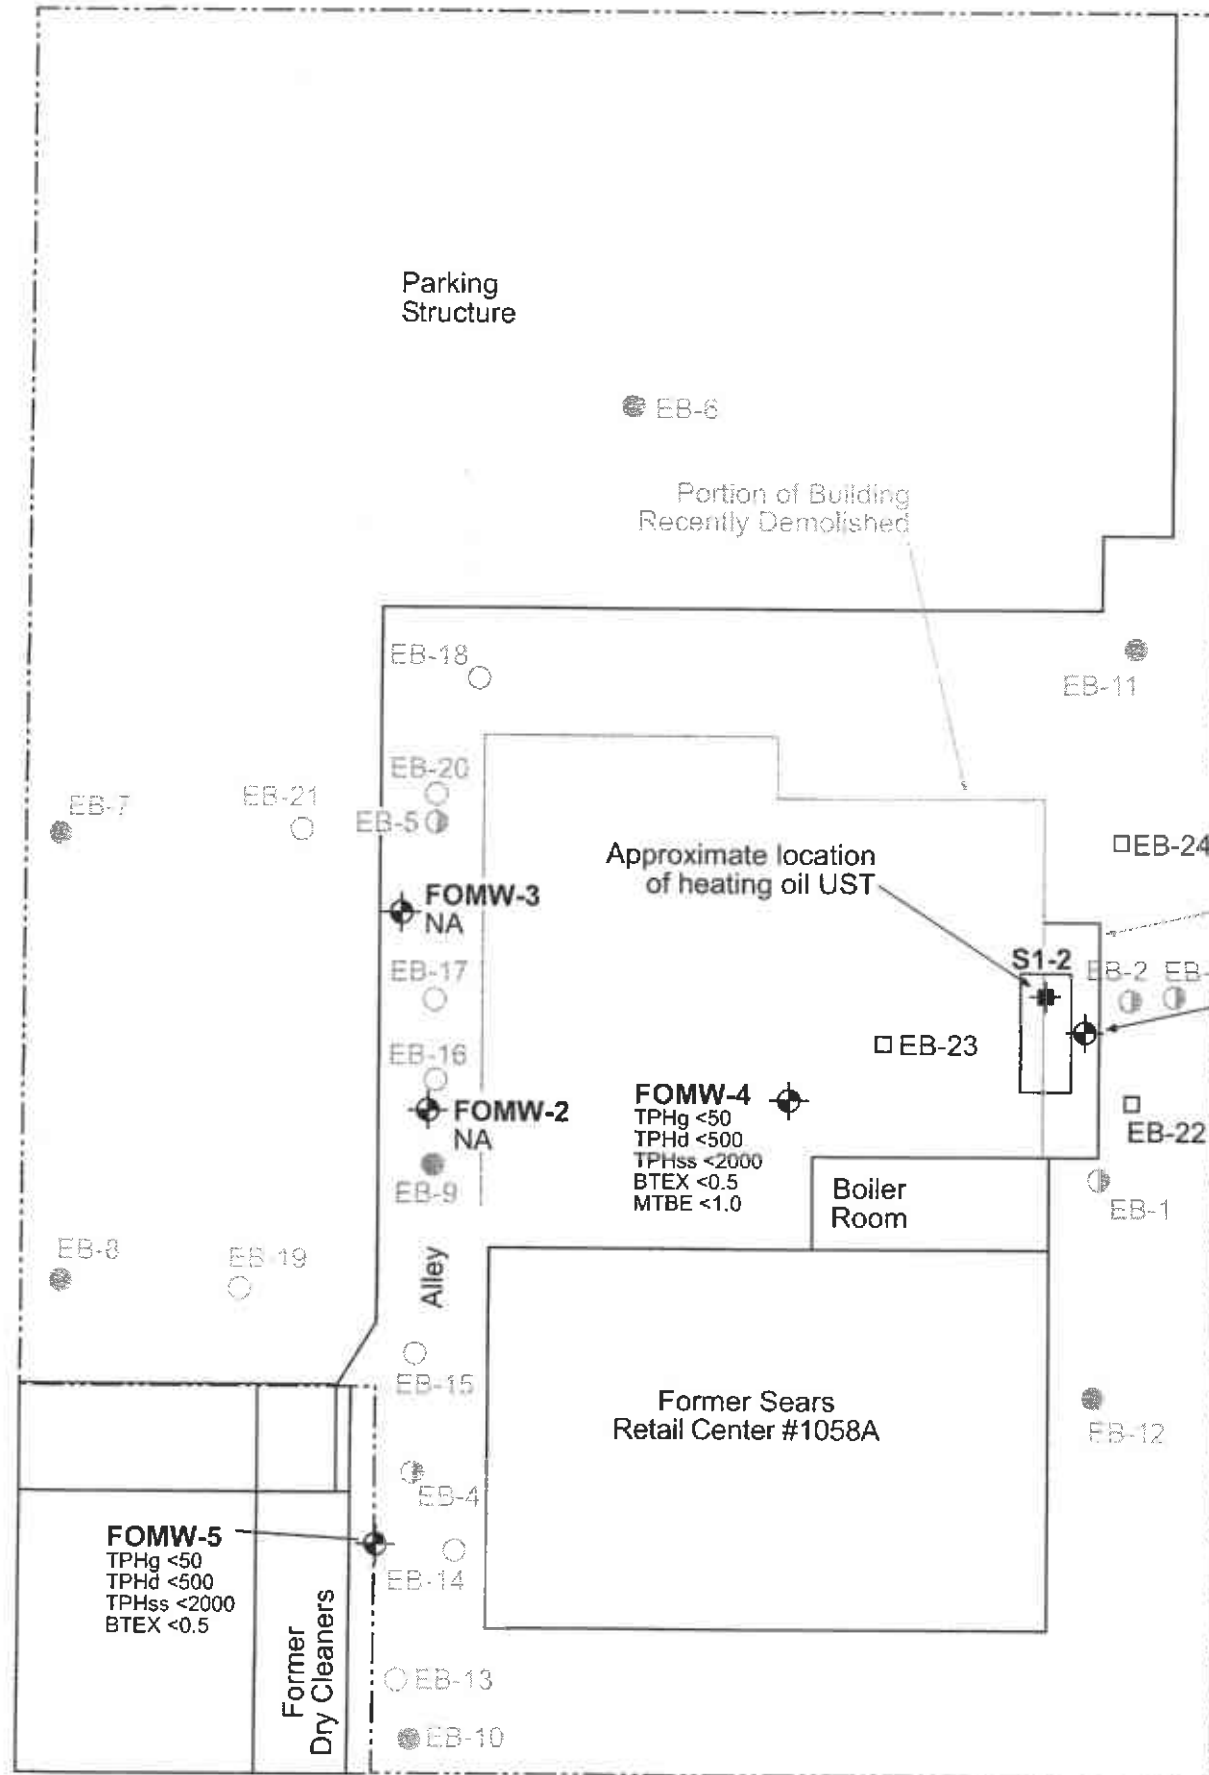 Parking
Structure
EB-6
Portion of Building
Recently Demolished
EB-18
EB-11
EB-20
EB-7
EB-21
EB-5
EB-24
Approximate location
of heating oil UST
FOMW-3
NA
S1-2
EB-2
EB-17
EB-23
EB-16
FOMW-4
TPHg <50
TPHd <500
TPHss <2000
BTEX <0.5
MTBE <1.0
FOMW-2
NA
EB-22
EB-9
Boiler
Room
EB-1
EB-8
EB-19
Alley
EB-15
Former Sears
Retail Center #1058A
EB-12
EB-4
FOMW-5
TPHg <50
TPHd <500
TPHss <2000
BTEX <0.5
EB-14
Former
Dry Cleaners
EB-13
EB-10